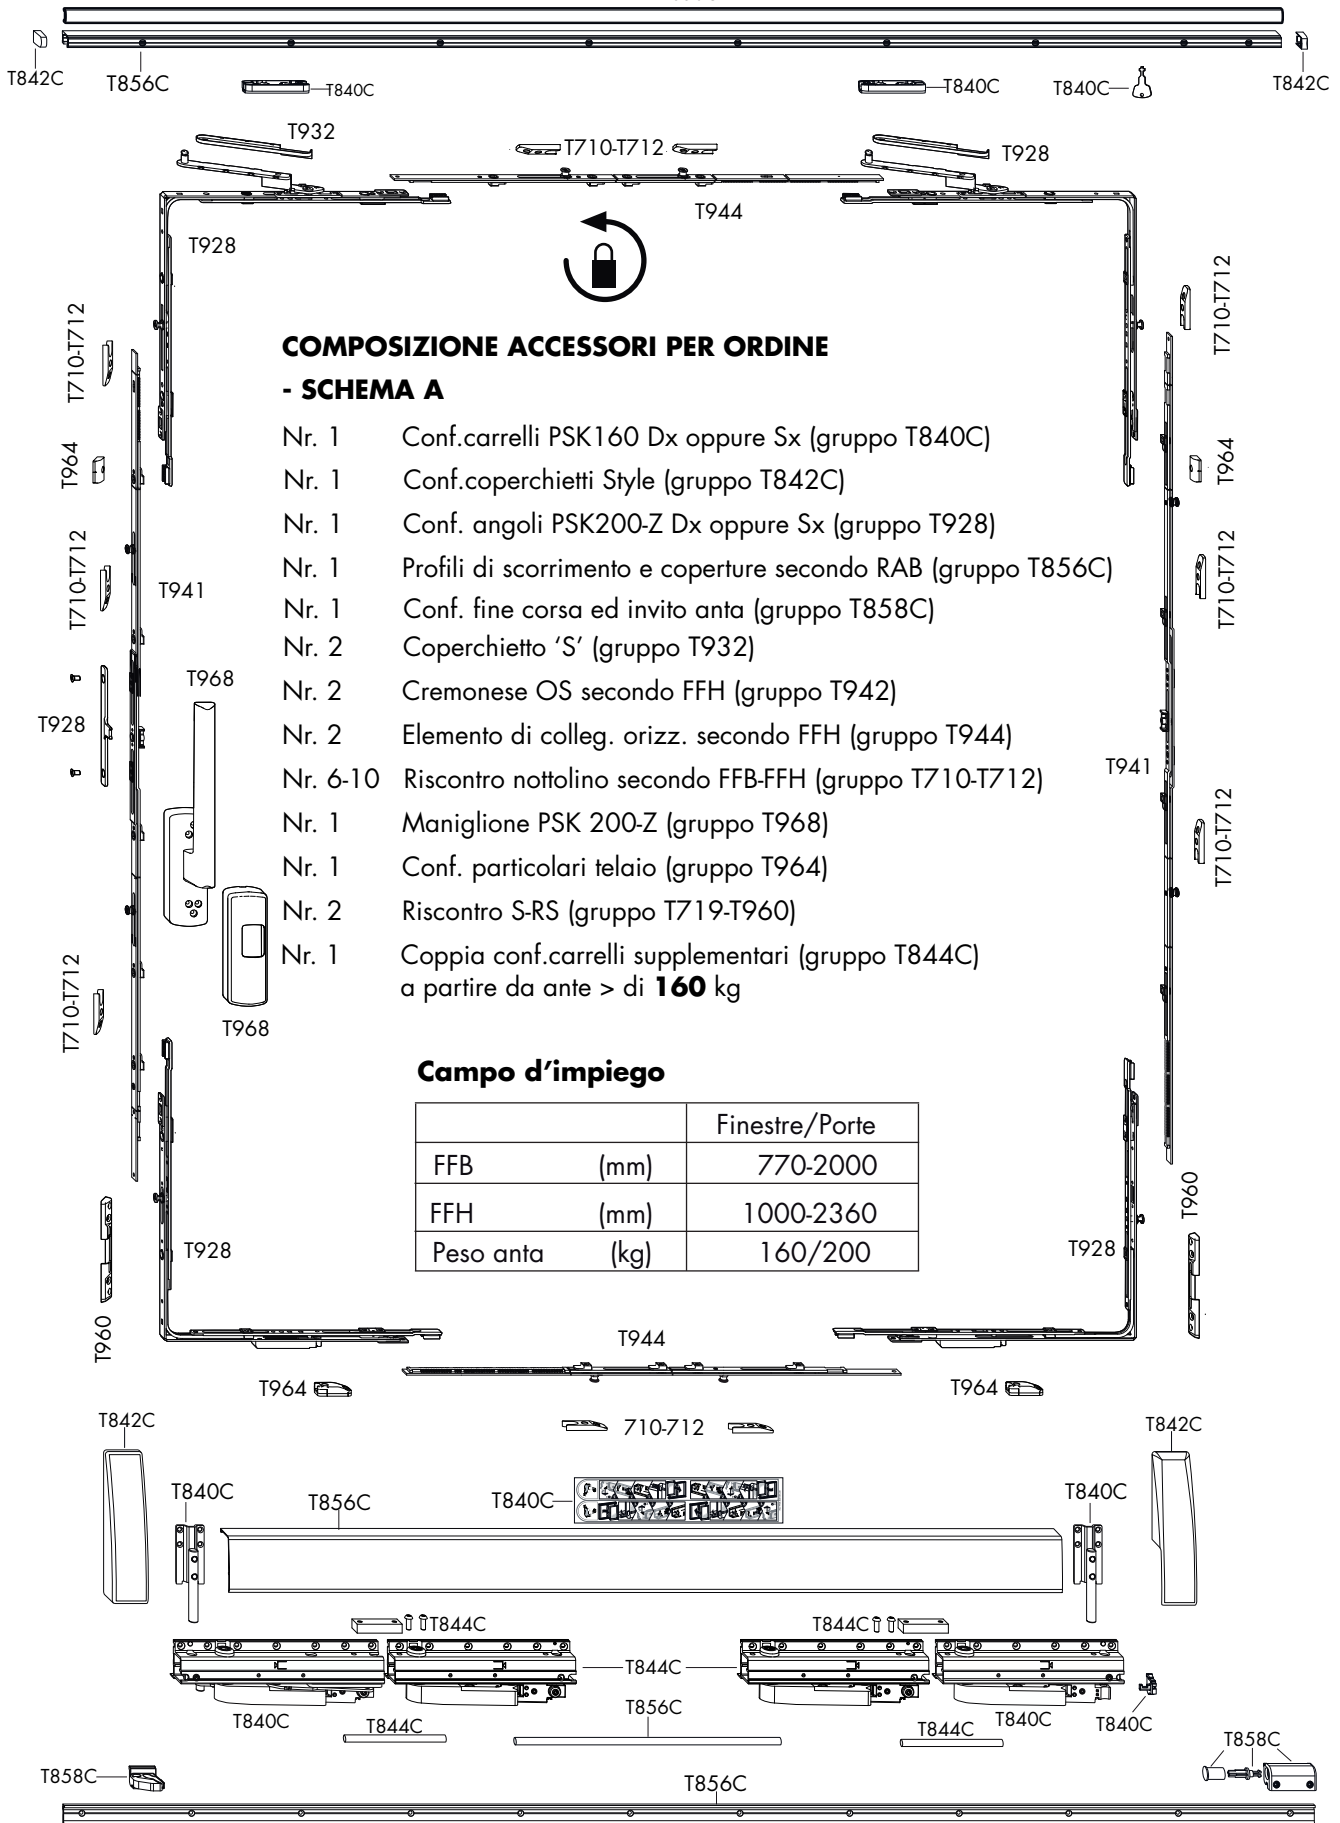 T842C
T856C
T840C
T840C
T840C
T842C
T932
T710-T712
T928
T944
T928
T710-T712
T710-T712
COMPOSIZIONE ACCESSORI PER ORDINE
- SCHEMA A
Nr. 1 Conf.carrelli PSK160 Dx oppure Sx (gruppo T840C)
Nr. 1 Conf.coperchietti Style (gruppo T842C)
Nr. 1 Conf. angoli PSK200-Z Dx oppure Sx (gruppo T928)
Nr. 1 Profili di scorrimento e coperture secondo RAB (gruppo T856C)
Nr. 1 Conf. fine corsa ed invito anta (gruppo T858C)
Nr. 2 Coperchietto ‘S’ (gruppo T932)
Nr. 2 Cremonese OS secondo FFH (gruppo T942)
Nr. 2 Elemento di colleg. orizz. secondo FFH (gruppo T944)
Nr. 6-10 Riscontro nottolino secondo FFB-FFH (gruppo T710-T712)
Nr. 1 Maniglione PSK 200-Z (gruppo T968)
Nr. 1 Conf. particolari telaio (gruppo T964)
Nr. 2 Riscontro S-RS (gruppo T719-T960)
Nr. 1 Coppia conf.carrelli supplementari (gruppo T844C)
a partire da ante > di 160 kg
T964
T964
T710-T712
T710-T712
T941
T968
T928
T941
T710-T712
T710-T712
T968
Campo d’impiego
Finestre/Porte
FFB (mm) 770-2000
FFH (mm) 1000-2360
Peso anta (kg) 160/200
T960
T928
T928
T960
T944
T964
T964
710-712
T842C
T842C
T840C
T856C
T840C
T840C
T844C
T844C
T844C
T840C
T844C
T856C
T844C
T840C
T840C
T858C
T858C
T856C